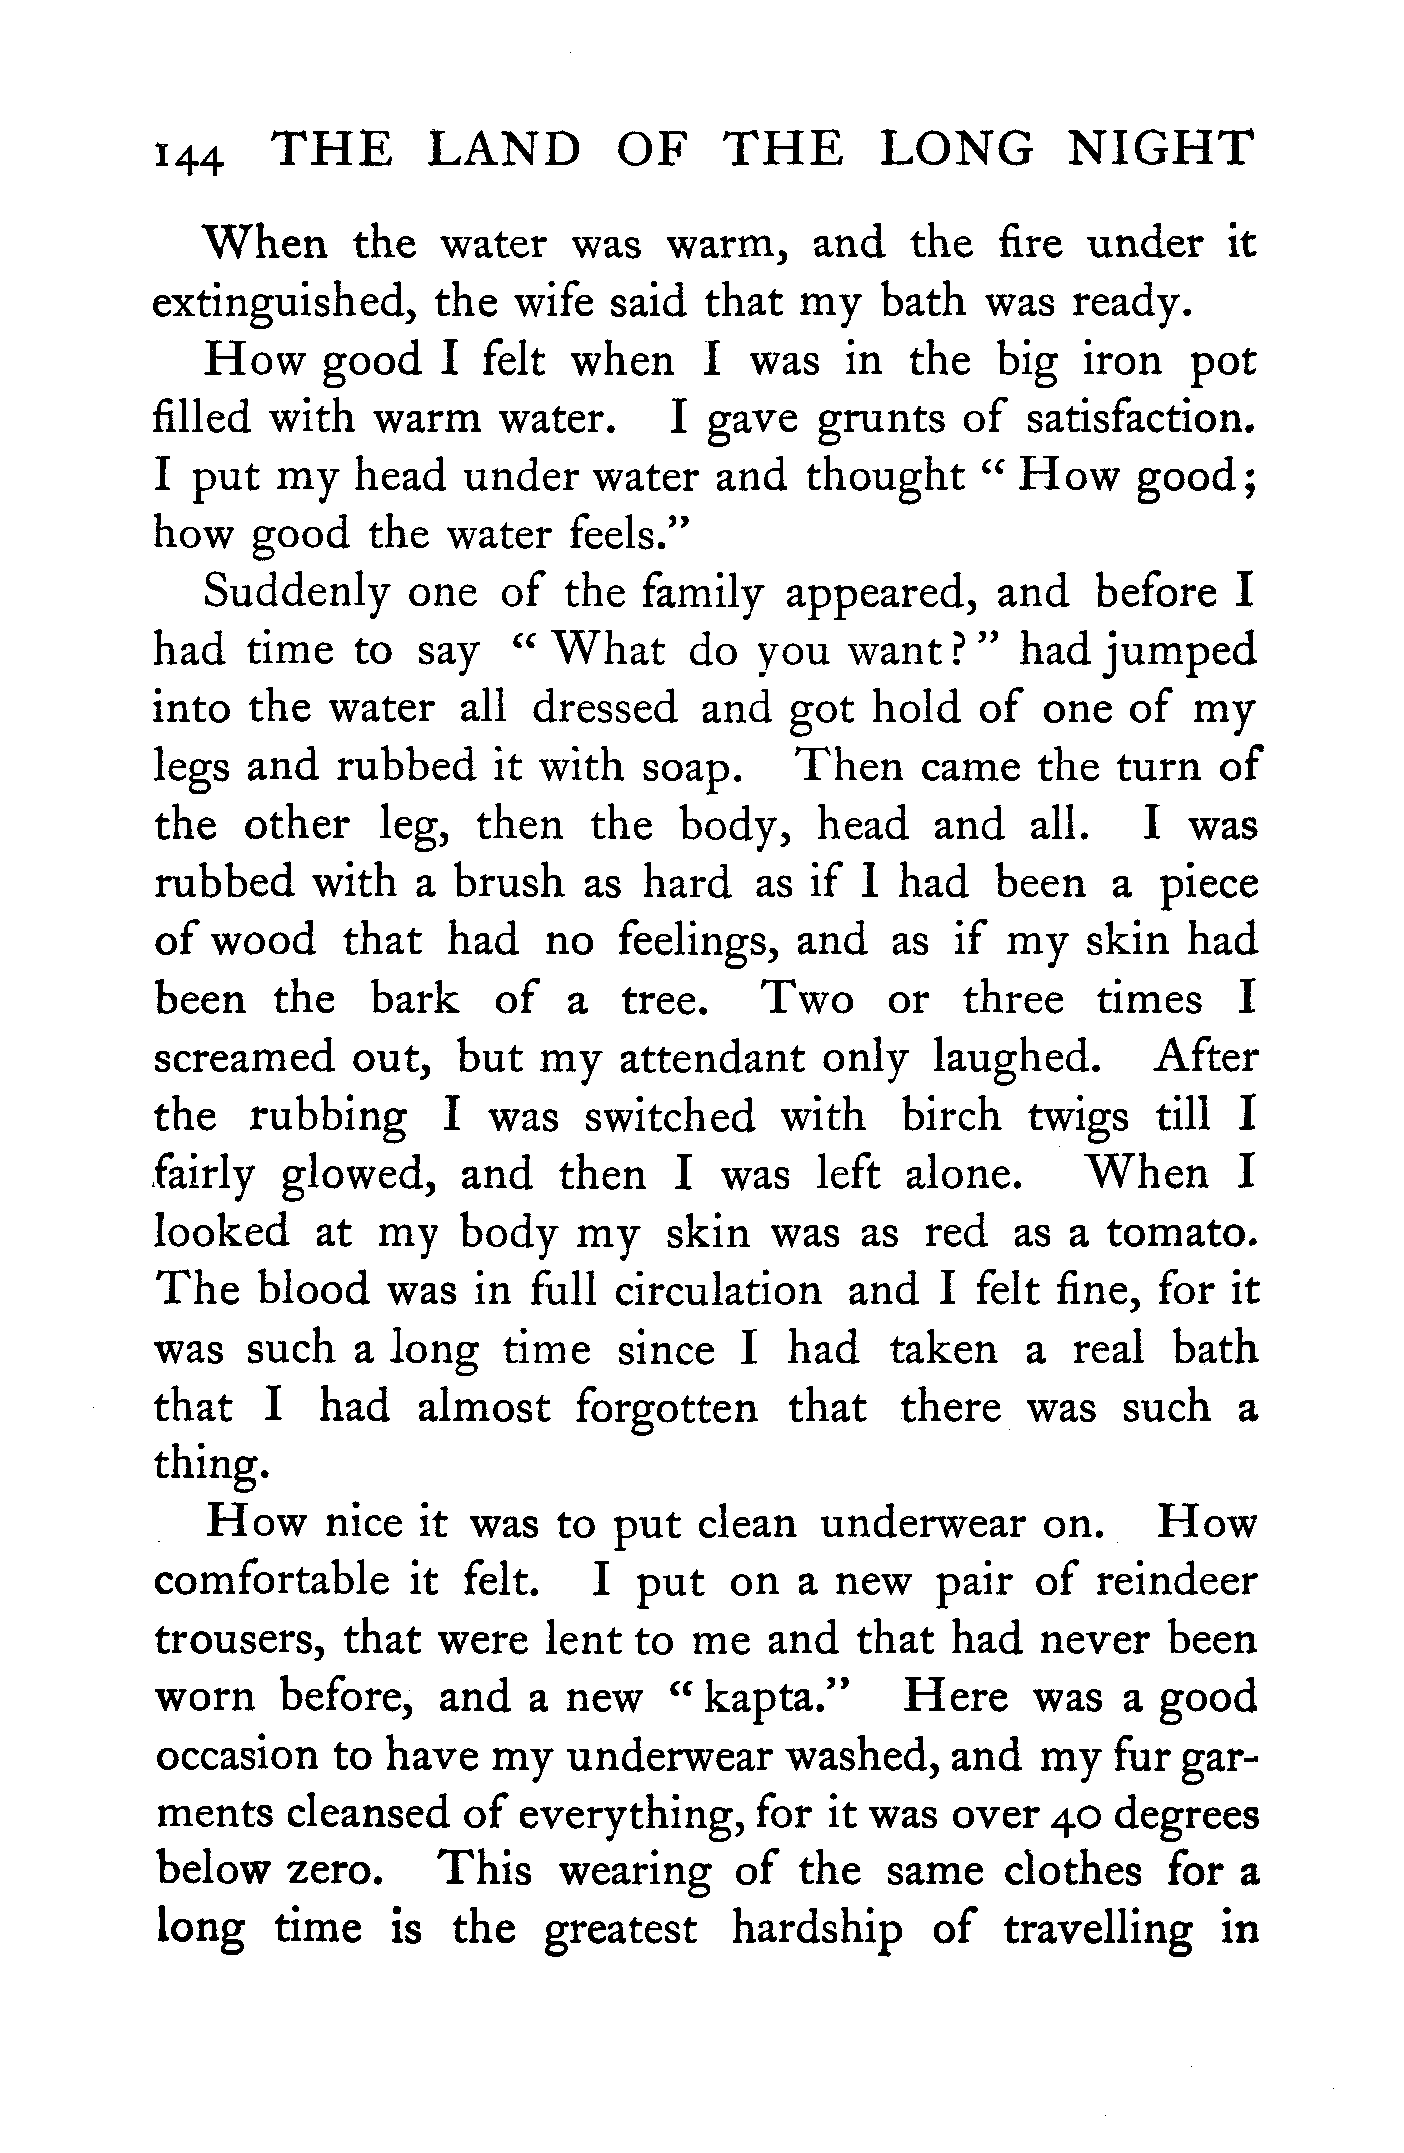 144 THE LAND OF THE LONG NIGHT
When the water was warm, and the fire under it
extinguished, the wife said that my bath was ready.
How good I felt when I was in the big iron pot
filled with warm water. I gave grunts of satisfaction.
I put my head under water and thought “ How good;
how good the water feels.”
Suddenly one of the family appeared, and before I
had time to say “ What do you want? ” had jumped
into the water all dressed and got hold of one of my
legs and rubbed it with soap. Then came the turn of
the other leg, then the body, head and all. I was
rubbed with a brush as hard as if I had been a piece
of wood that had no feelings, and as if my skin had
been the bark of a tree. Two or three times I
screamed out, but my attendant only laughed. After
the rubbing I was switched with birch twigs till I
fairly glowed, and then I was left alone. When I
looked at my body my skin was as red as a tomato.
The blood was in full circulation and I felt fine, for it
was such a long time since I had taken a real bath
that I had almost forgotten that there was such a
thing.
How nice it was to put clean underwear on. How
comfortable it felt. I put on a new pair of reindeer
trousers, that were lent to me and that had never been
worn before, and a new “ kapta.” Here was a good
occasion to have my underwear washed, and my fur gar-
ments cleansed of everything, for it was over 40 degrees
below zero. This wearing of the same clothes for a
long time is the greatest hardship of travelling in